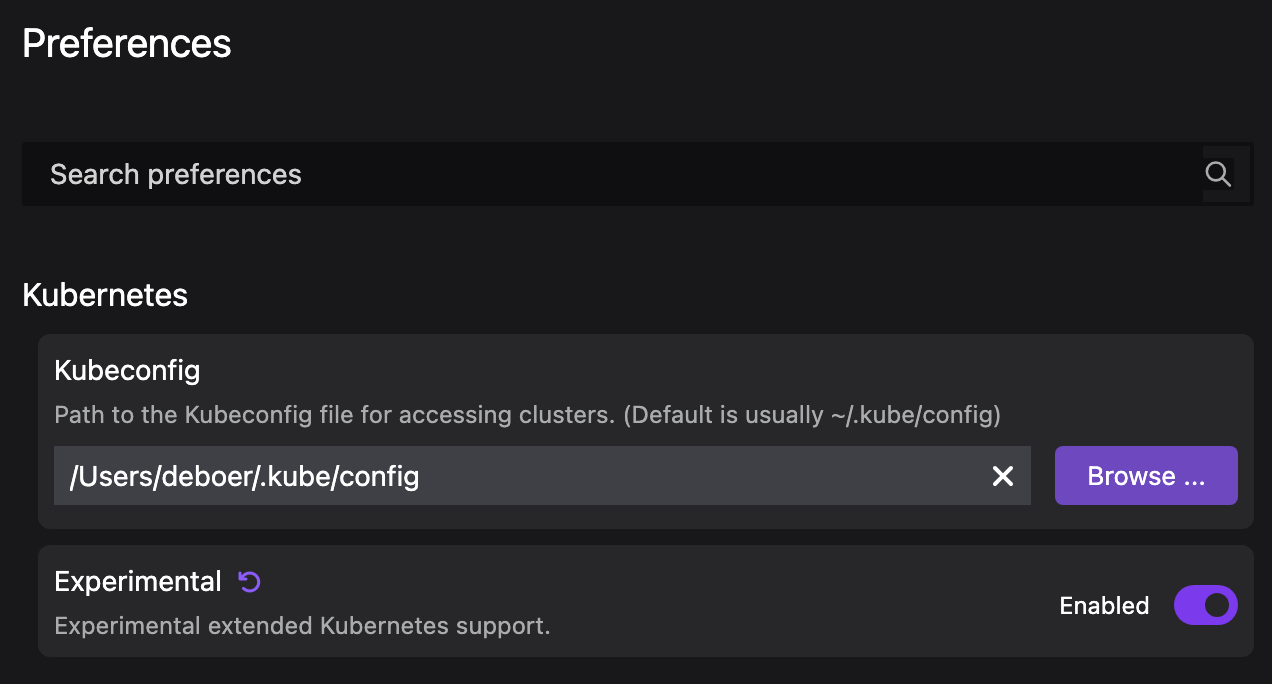 Preferences
Search preferences
Kubernetes
Kubeconfig
Path to the Kubeconfig file for accessing clusters. (Default is usually ~/.kube/config)
/Users/deboer/.kube/config
Browse ...
Experimental
Experimental extended Kubernetes support.
Enabled